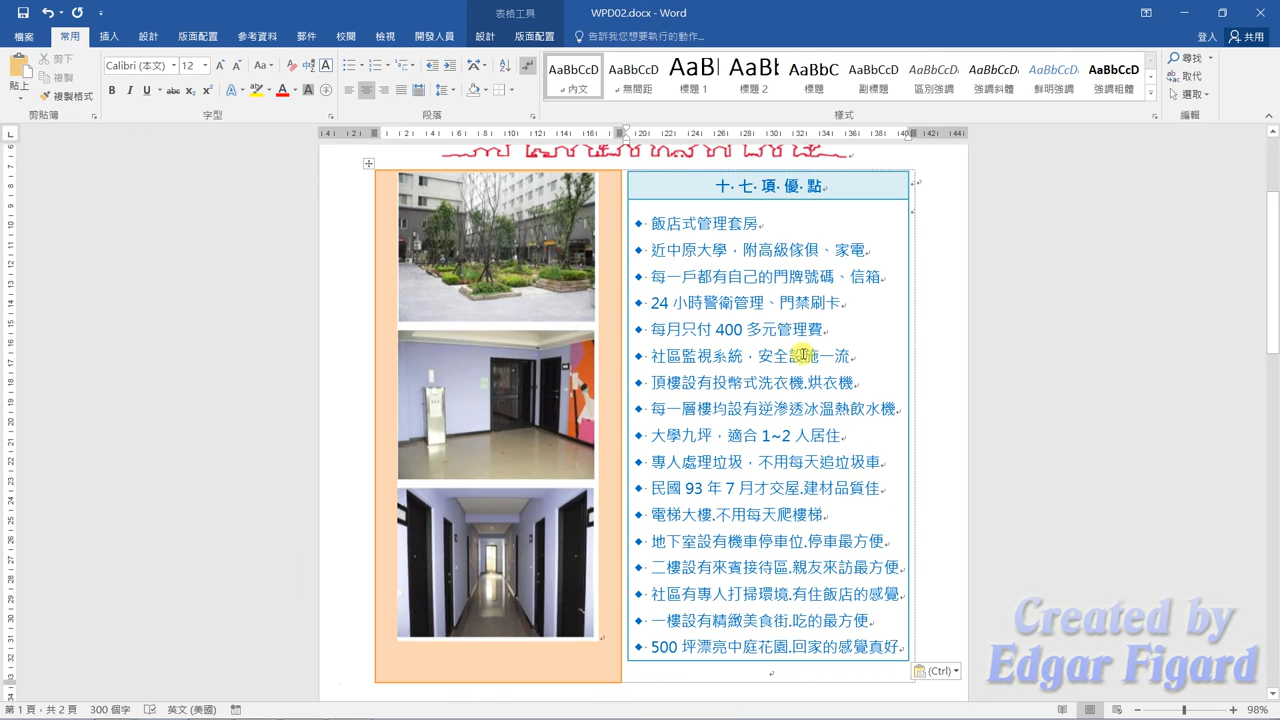 表格工具
WPD02.docx - Word
檔案 常用 插入 設計 版面配置 參考資料 郵件 校閱 檢視 開發人員 設計 版面配置 告訴我您想要執行的動作... 登入 共用
貼上 剪下 複製 複製格式
Calibri (本文) 12
AaBbCcD AaBbCcD AaBl AaBb AaBbC AaBbCcD AaBbCcD AaBbCcD AaBbCcD AaBbCcD
內文 無間距 標題 1 標題 2 標題 副標題 區別強調 強調斜體 鮮明強調 強調粗體
尋找 取代 選取
剪貼簿 字型 段落 樣式 編輯
十七項優點
飯店式管理套房
近中原大學，附高級傢俱、家電
每一戶都有自己的門牌號碼、信箱
24 小時警衛管理、門禁刷卡
每月只付 400 多元管理費
社區監視系統，安全設施一流
頂樓設有投幣式洗衣機.烘衣機
每一層樓均設有逆滲透冰溫熱飲水機
大學九坪，適合 1~2 人居住
專人處理垃圾，不用每天追垃圾車
民國 93 年 7 月才交屋.建材品質佳
電梯大樓.不用每天爬樓梯
地下室設有機車停車位.停車最方便
二樓設有來賓接待區.親友來訪最方便
社區有專人打掃環境.有住飯店的感覺
一樓設有精緻美食街.吃的最方便
500 坪漂亮中庭花園.回家的感覺真好
(Ctrl)
Created by
Edgar Figard
第 1 頁，共 2 頁 300 個字 英文 (美國) 98%